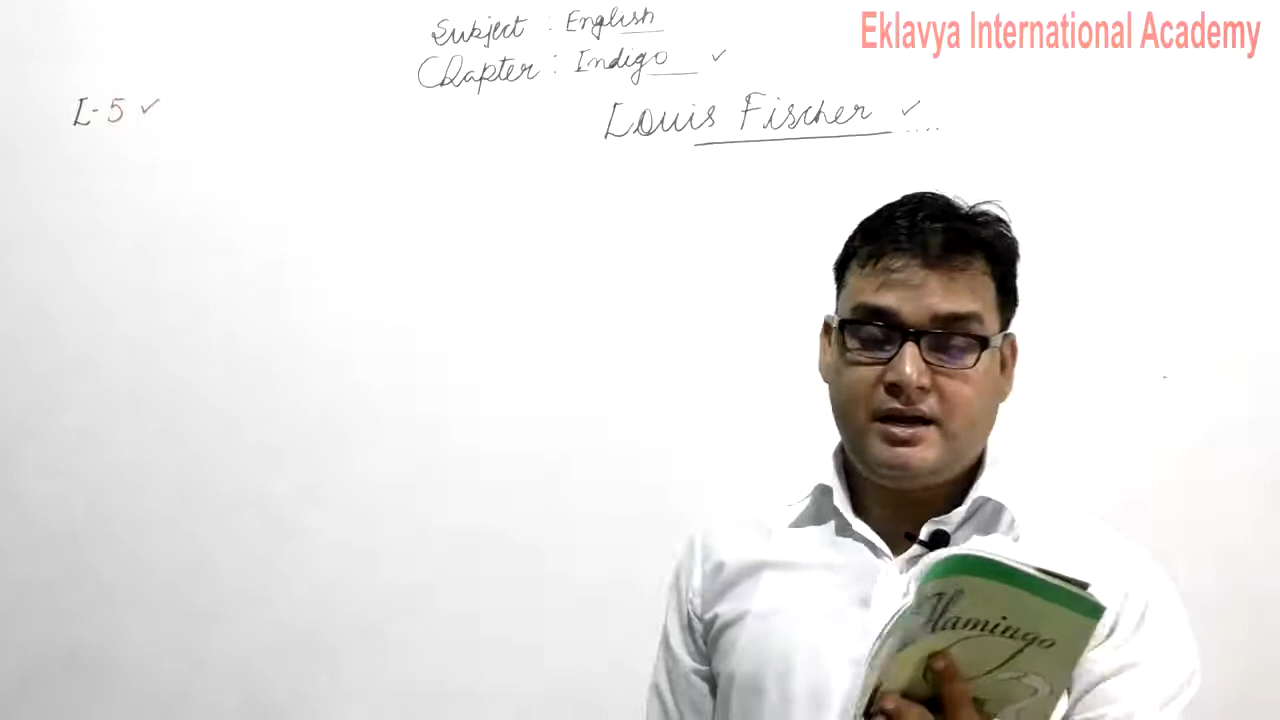 Subject : English
Eklavya International Academy
Chapter : Indigo ✓
L-5 ✓
Louis Fischer ✓ ....
Flamingo